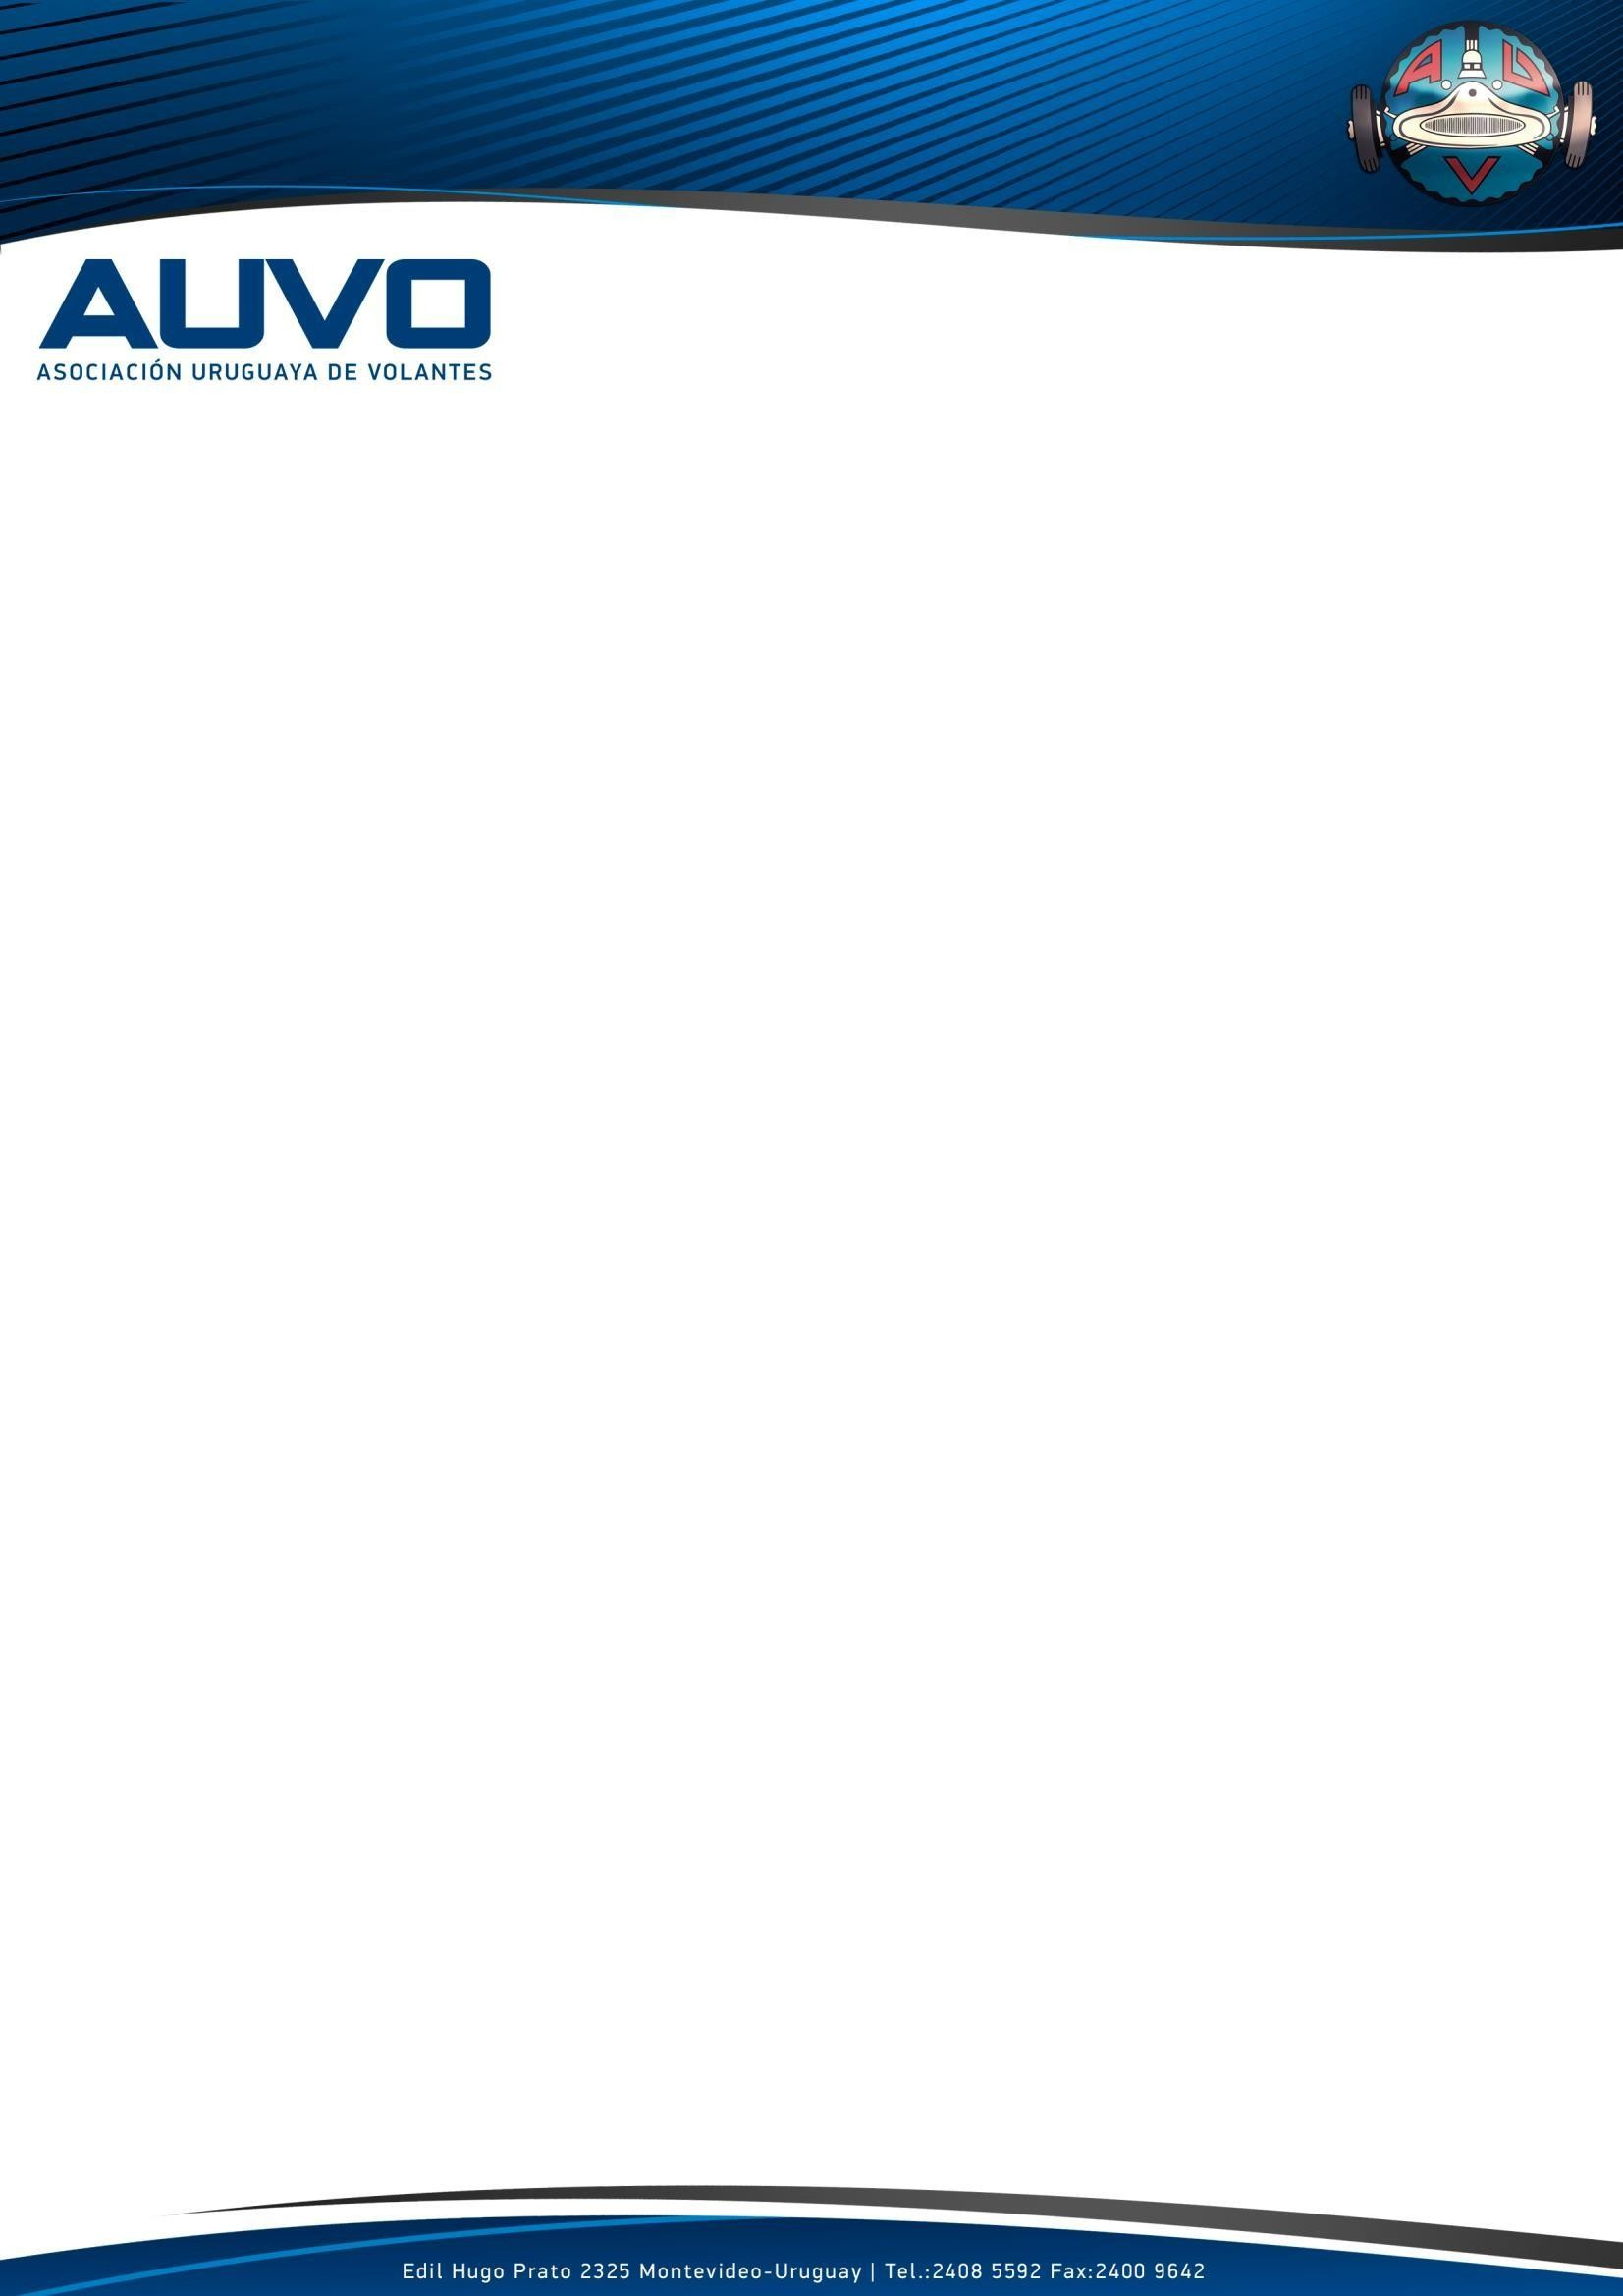 A. U
V
AUVO
ASOCIACIÓN URUGUAYA DE VOLANTES
Edil Hugo Prato 2325 Montevideo-Uruguay | Tel.:2408 5592 Fax:2400 9642